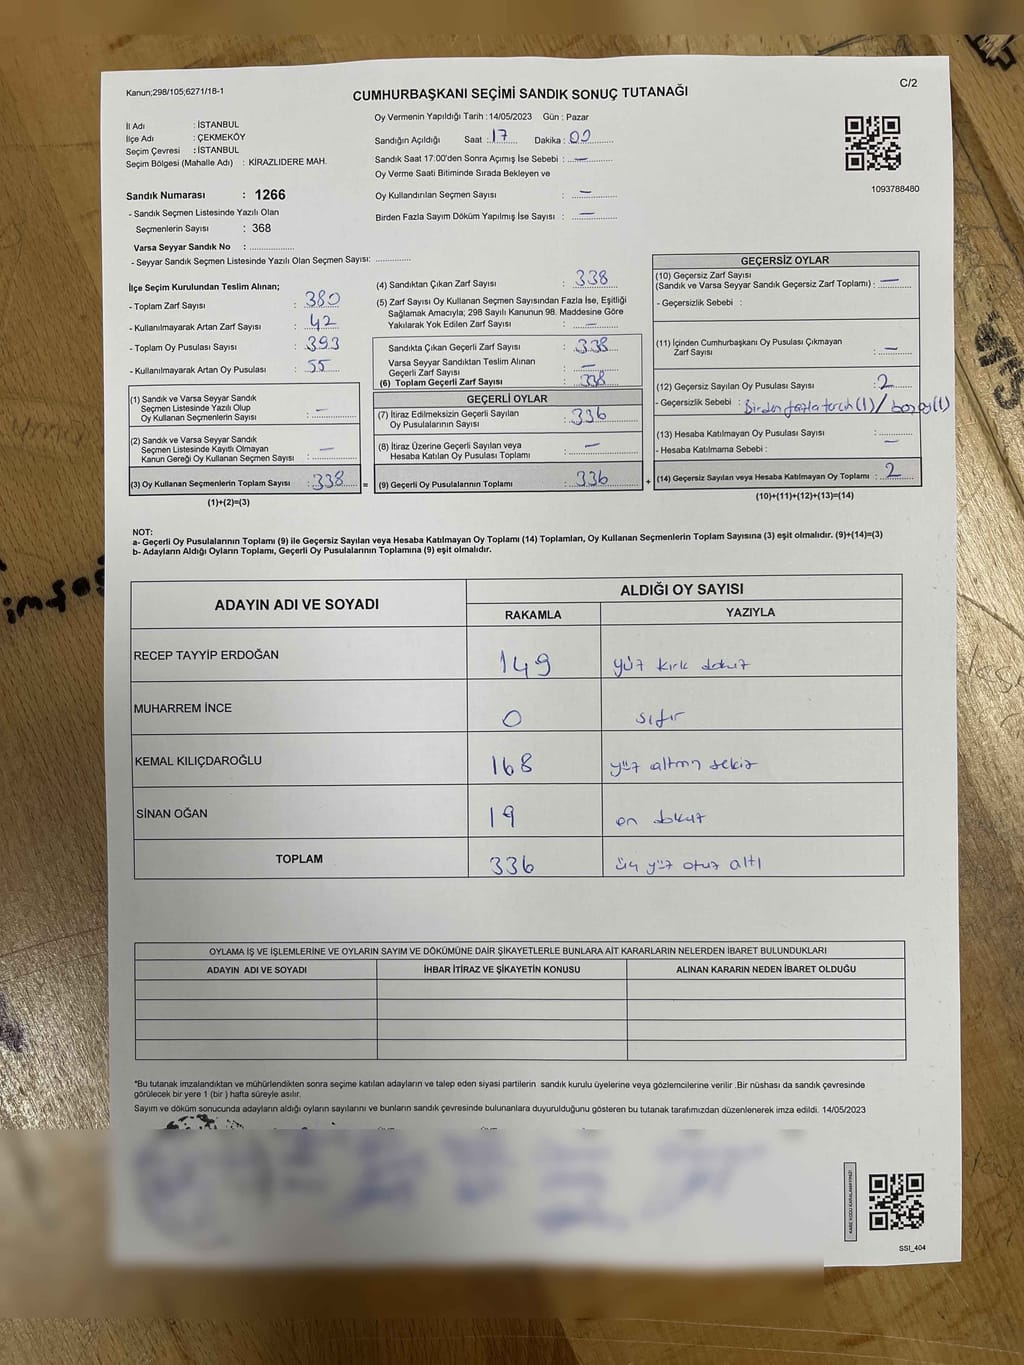 Kanun;298/105;6271/18-1
C/2
CUMHURBAŞKANI SEÇİMİ SANDIK SONUÇ TUTANAĞI
İl Adı : İSTANBUL
İlçe Adı : ÇEKMEKÖY
Seçim Çevresi : İSTANBUL
Seçim Bölgesi (Mahalle Adı) : KİRAZLIDERE MAH.
Sandık Numarası : 1266
- Sandık Seçmen Listesinde Yazılı Olan
Seçmenlerin Sayısı : 368
Varsa Seyyar Sandık No : ................
- Seyyar Sandık Seçmen Listesinde Yazılı Olan Seçmen Sayısı: .............
Oy Vermenin Yapıldığı Tarih : 14/05/2023 Gün : Pazar
Sandığın Açıldığı Saat : 17 Dakika : 00
Sandık Saat 17:00'den Sonra Açımış İse Sebebi : —
Oy Verme Saati Bitiminde Sırada Bekleyen ve
Oy Kullandırılan Seçmen Sayısı : —
Birden Fazla Sayım Döküm Yapılmış İse Sayısı : —
1093788480
İlçe Seçim Kurulundan Teslim Alınan;
- Toplam Zarf Sayısı : 380
- Kullanılmayarak Artan Zarf Sayısı : 42
- Toplam Oy Pusulası Sayısı : 393
- Kullanılmayarak Artan Oy Pusulası : 55
(1) Sandık ve Varsa Seyyar Sandık
Seçmen Listesinde Yazılı Olup
Oy Kullanan Seçmenlerin Sayısı : —
(2) Sandık ve Varsa Seyyar Sandık
Seçmen Listesinde Kayıtlı Olmayan
Kanun Gereği Oy Kullanan Seçmen Sayısı : —
(3) Oy Kullanan Seçmenlerin Toplam Sayısı : 338 =
(1)+(2)=(3)
(4) Sandıktan Çıkan Zarf Sayısı : 338
(5) Zarf Sayısı Oy Kullanan Seçmen Sayısından Fazla İse, Eşitliği
Sağlamak Amacıyla; 298 Sayılı Kanunun 98. Maddesine Göre
Yakılarak Yok Edilen Zarf Sayısı : —
Sandıkta Çıkan Geçerli Zarf Sayısı : 338
Varsa Seyyar Sandıktan Teslim Alınan
Geçerli Zarf Sayısı : —
(6) Toplam Geçerli Zarf Sayısı : 338
GEÇERLİ OYLAR
(7) İtiraz Edilmeksizin Geçerli Sayılan
Oy Pusulalarının Sayısı : 336
(8) İtiraz Üzerine Geçerli Sayılan veya
Hesaba Katılan Oy Pusulası Toplamı : —
(9) Geçerli Oy Pusulalarının Toplamı : 336 +
GEÇERSİZ OYLAR
(10) Geçersiz Zarf Sayısı
(Sandık ve Varsa Seyyar Sandık Geçersiz Zarf Toplamı) : —
- Geçersizlik Sebebi :
(11) İçinden Cumhurbaşkanı Oy Pusulası Çıkmayan
Zarf Sayısı : —
(12) Geçersiz Sayılan Oy Pusulası Sayısı : 2
- Geçersizlik Sebebi : Birden fazla tercih (1) / boş oy (1)
(13) Hesaba Katılmayan Oy Pusulası Sayısı : —
- Hesaba Katılmama Sebebi :
(14) Geçersiz Sayılan veya Hesaba Katılmayan Oy Toplamı : 2
(10)+(11)+(12)+(13)=(14)
NOT:
a- Geçerli Oy Pusulalarının Toplamı (9) ile Geçersiz Sayılan veya Hesaba Katılmayan Oy Toplamı (14) Toplamları, Oy Kullanan Seçmenlerin Toplam Sayısına (3) eşit olmalıdır. (9)+(14)=(3)
b- Adayların Aldığı Oyların Toplamı, Geçerli Oy Pusulalarının Toplamına (9) eşit olmalıdır.
ADAYIN ADI VE SOYADI
ALDIĞI OY SAYISI
RAKAMLA YAZIYLA
RECEP TAYYİP ERDOĞAN 149 yüz kırk dokuz
MUHARREM İNCE 0 sıfır
KEMAL KILIÇDAROĞLU 168 yüz altmış sekiz
SİNAN OĞAN 19 on dokuz
TOPLAM 336 üç yüz otuz altı
OYLAMA İŞ VE İŞLEMLERİNE VE OYLARIN SAYIM VE DÖKÜMÜNE DAİR ŞİKAYETLERLE BUNLARA AİT KARARLARIN NELERDEN İBARET BULUNDUKLARI
ADAYIN ADI VE SOYADI İHBAR İTİRAZ VE ŞİKAYETİN KONUSU ALINAN KARARIN NEDEN İBARET OLDUĞU
*Bu tutanak imzalandıktan ve mühürlendikten sonra seçime katılan adayların ve talep eden siyasi partilerin sandık kurulu üyelerine veya gözlemcilerine verilir .Bir nüshası da sandık çevresinde
görülecek bir yere 1 (bir ) hafta süreyle asılır.
Sayım ve döküm sonucunda adayların aldığı oyların sayılarını ve bunların sandık çevresinde bulunanlara duyurulduğunu gösteren bu tutanak tarafımızdan düzenlenerek imza edildi. 14/05/2023
SSI_404